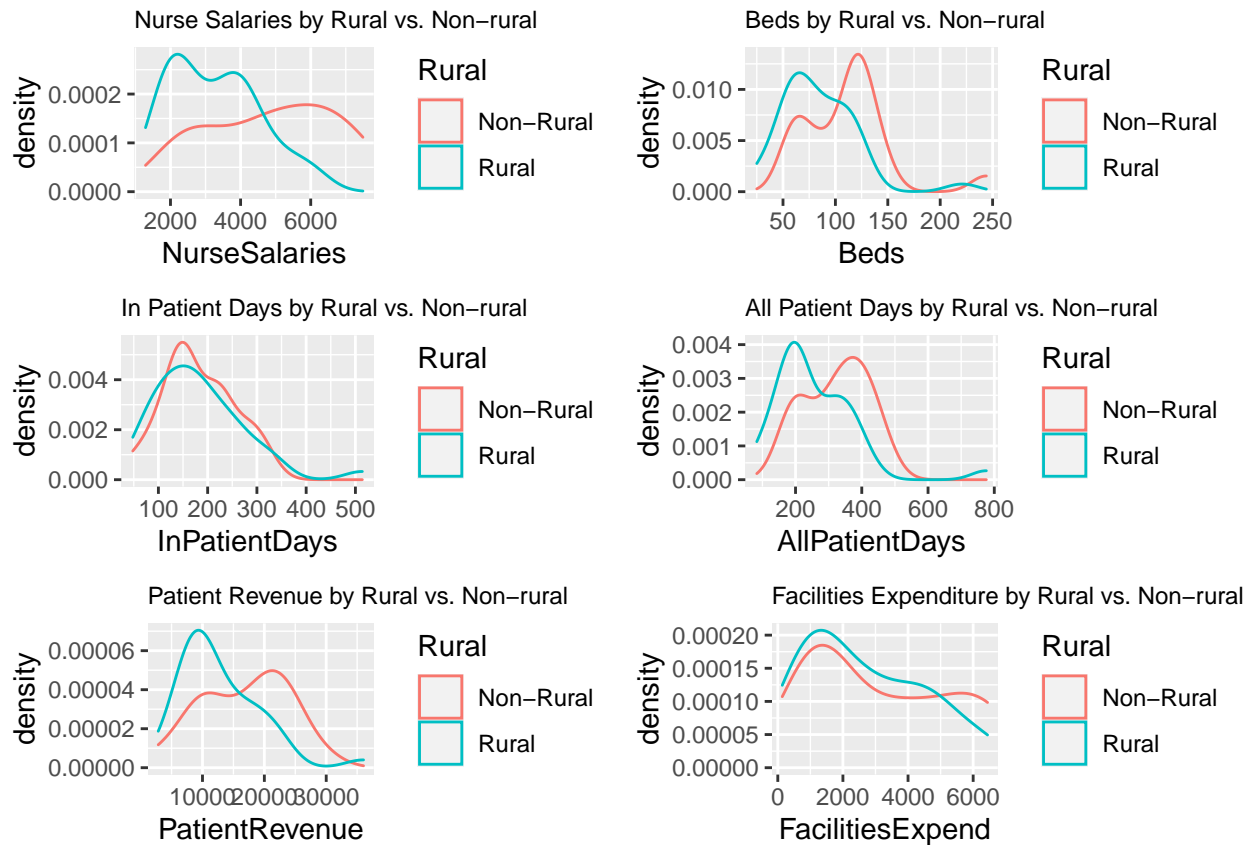 Nurse Salaries by Rural vs. Non−rural
density
0.0002
0.0001
0.0000
2000 4000 6000
NurseSalaries
Rural
Non−Rural
Rural
Beds by Rural vs. Non−rural
density
0.010
0.005
0.000
50 100 150 200 250
Beds
Rural
Non−Rural
Rural
In Patient Days by Rural vs. Non−rural
density
0.004
0.002
0.000
100 200 300 400 500
InPatientDays
Rural
Non−Rural
Rural
All Patient Days by Rural vs. Non−rural
density
0.004
0.003
0.002
0.001
0.000
200 400 600 800
AllPatientDays
Rural
Non−Rural
Rural
Patient Revenue by Rural vs. Non−rural
density
0.00006
0.00004
0.00002
0.00000
10000 20000 30000
PatientRevenue
Rural
Non−Rural
Rural
Facilities Expenditure by Rural vs. Non−rural
density
0.00020
0.00015
0.00010
0.00005
0.00000
0 2000 4000 6000
FacilitiesExpend
Rural
Non−Rural
Rural